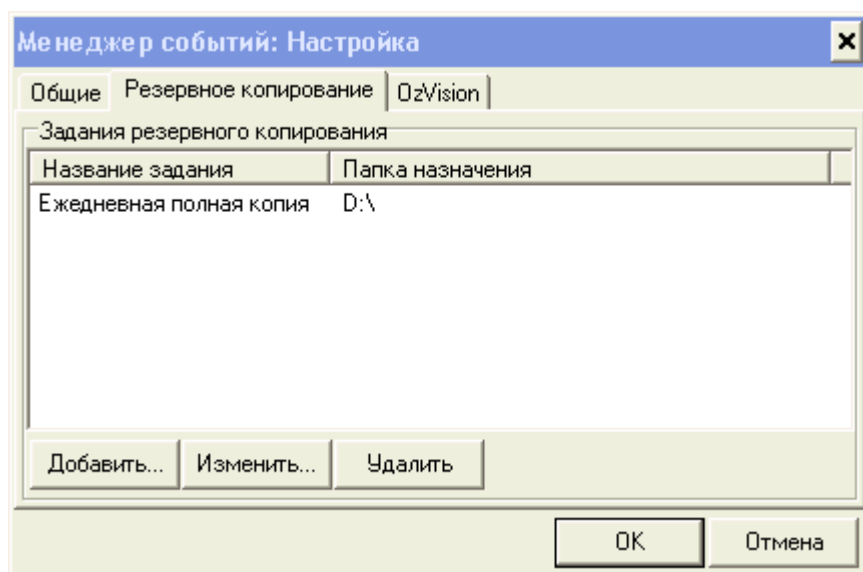 Менеджер событий: Настройка
Общие Резервное копирование OzVision
Задания резервного копирования
Название задания Папка назначения
Ежедневная полная копия D:\
Добавить... Изменить... Удалить
OK Отмена